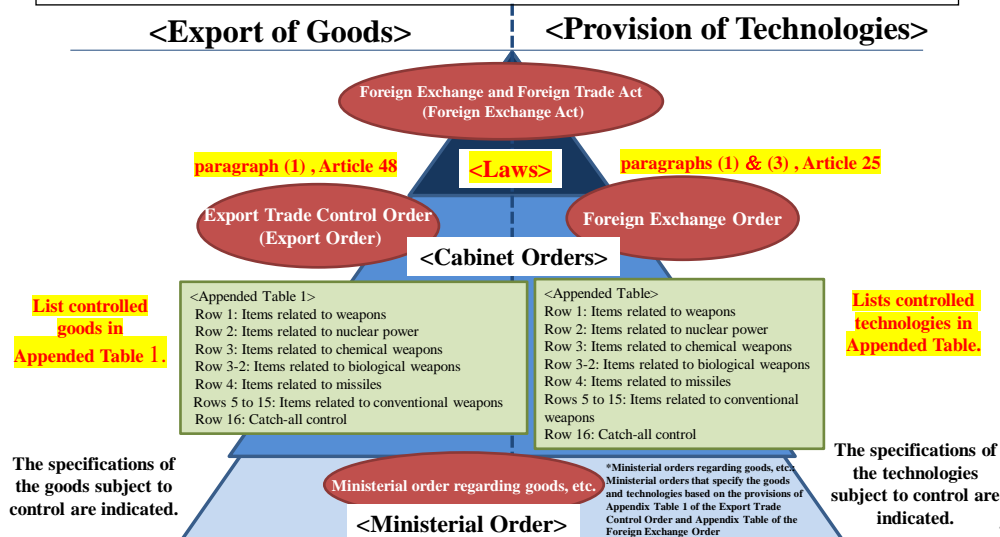 <Export of Goods>
<Provision of Technologies>
Foreign Exchange and Foreign Trade Act
(Foreign Exchange Act)
paragraph (1) , Article 48
<Laws>
paragraphs (1) & (3) , Article 25
Export Trade Control Order
(Export Order)
Foreign Exchange Order
<Cabinet Orders>
List controlled
goods in
Appended Table 1.
<Appended Table 1>
Row 1: Items related to weapons
Row 2: Items related to nuclear power
Row 3: Items related to chemical weapons
Row 3-2: Items related to biological weapons
Row 4: Items related to missiles
Rows 5 to 15: Items related to conventional weapons
Row 16: Catch-all control
<Appended Table>
Row 1: Items related to weapons
Row 2: Items related to nuclear power
Row 3: Items related to chemical weapons
Row 3-2: Items related to biological weapons
Row 4: Items related to missiles
Rows 5 to 15: Items related to conventional
weapons
Row 16: Catch-all control
Lists controlled
technologies in
Appended Table.
The specifications of
the goods subject to
control are indicated.
Ministerial order regarding goods, etc.
<Ministerial Order>
*Ministerial orders regarding goods, etc.:
Ministerial orders that specify the goods
and technologies based on the provisions of
Appendix Table 1 of the Export Trade
Control Order and Appendix Table of the
Foreign Exchange Order
The specifications of
the technologies
subject to control are
indicated.